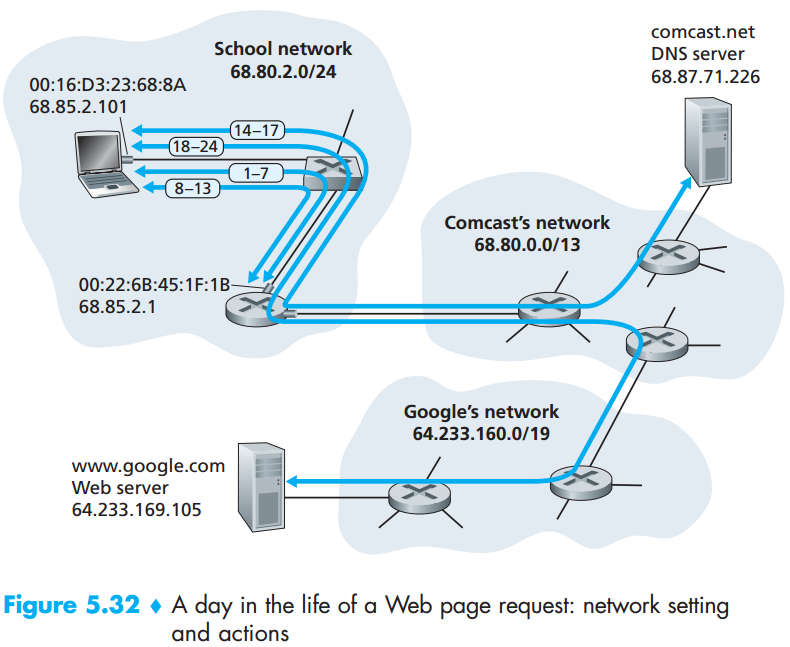 School network
68.80.2.0/24
comcast.net
DNS server
68.87.71.226
00:16:D3:23:68:8A
68.85.2.101
14–17
18–24
1–7
8–13
Comcast’s network
68.80.0.0/13
00:22:6B:45:1F:1B
68.85.2.1
Google’s network
64.233.160.0/19
www.google.com
Web server
64.233.169.105
Figure 5.32 ♦ A day in the life of a Web page request: network setting
and actions